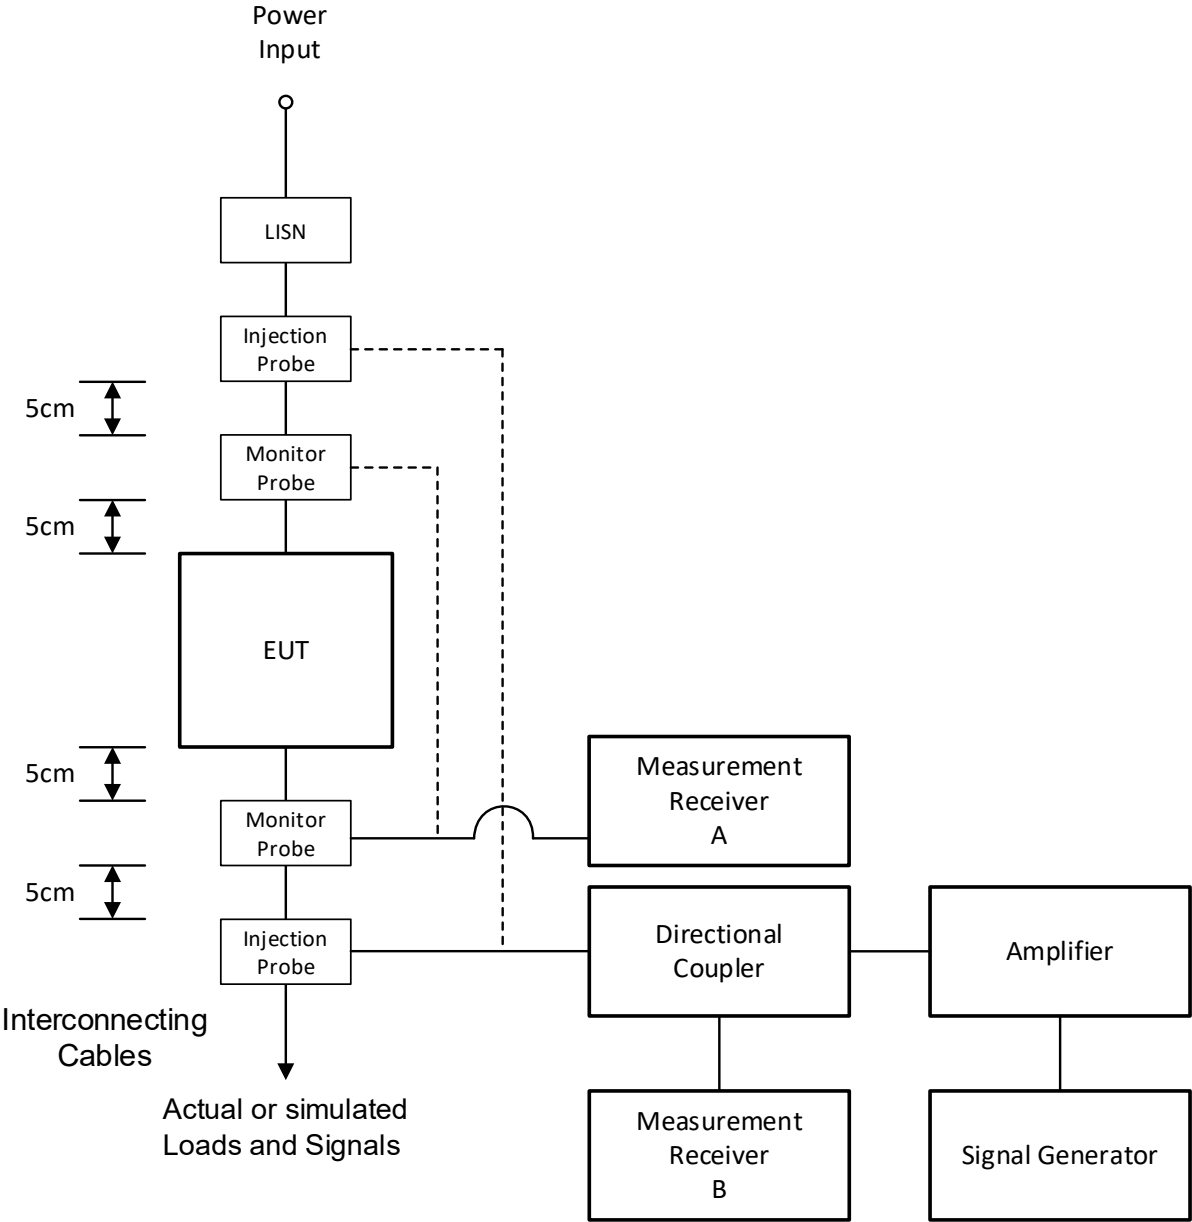 Power
Input
LISN
Injection
Probe
5cm
Monitor
Probe
5cm
EUT
5cm
Measurement
Receiver
A
Monitor
Probe
5cm
Directional
Coupler
Amplifier
Injection
Probe
Interconnecting
Cables
Actual or simulated
Loads and Signals
Measurement
Receiver
B
Signal Generator